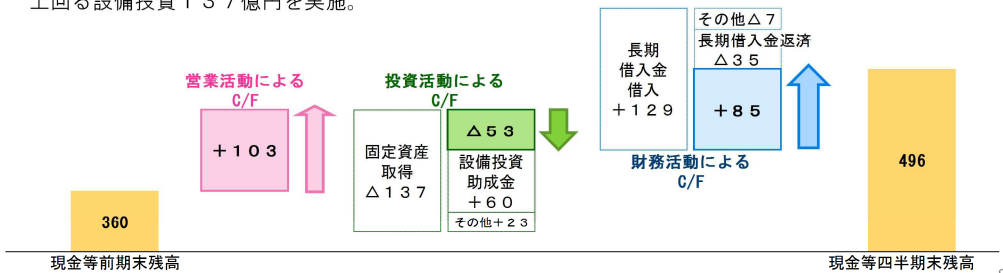 上回る設備投資１３７億円を実施。
営業活動による
C/F
＋１０３
投資活動による
C/F
固定資産
取得
△１３７
△５３
設備投資
助成金
＋６０
その他＋２３
長期
借入金
借入
＋１２９
その他△７
長期借入金返済
△３５
＋８５
財務活動による
C/F
360
496
現金等前期末残高
現金等四半期末残高